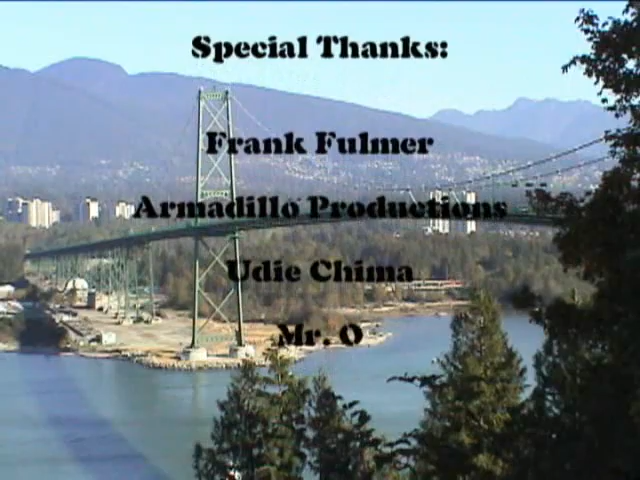 Special Thanks:
Frank Fulmer
Armadillo Productions
Udie Chima
Mr. O